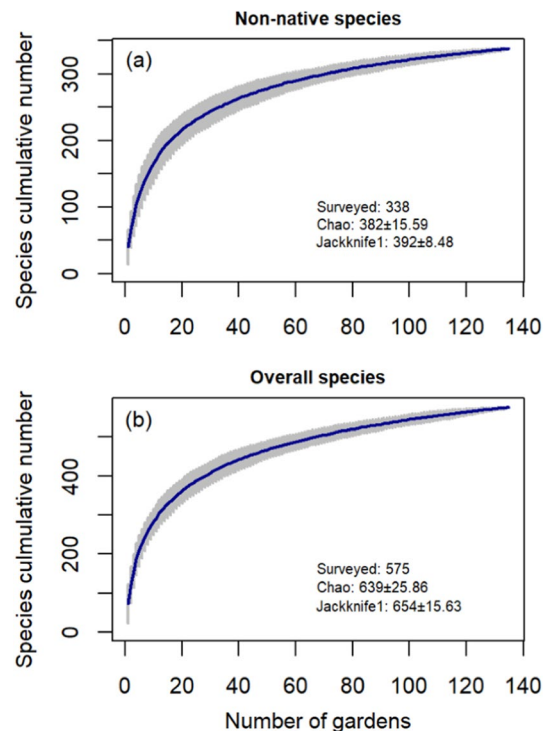 Non-native species
(a)
Species culmulative number
0 100 200 300
Surveyed: 338
Chao: 382±15.59
Jackknife1: 392±8.48
0 20 40 60 80 100 120 140
Overall species
(b)
Species culmulative number
0 200 400
Surveyed: 575
Chao: 639±25.86
Jackknife1: 654±15.63
0 20 40 60 80 100 120 140
Number of gardens